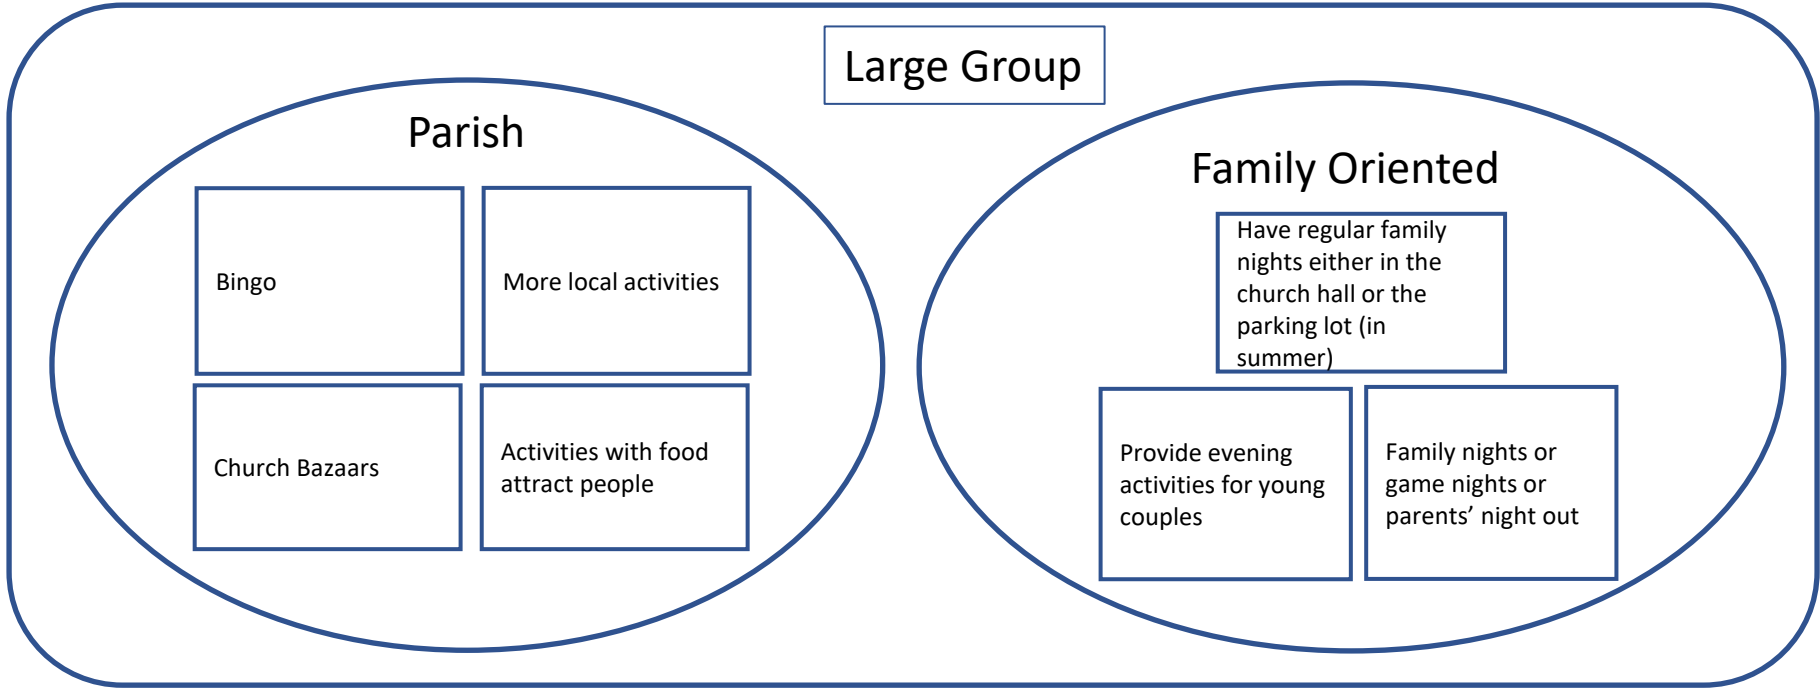 Large Group
Parish
Bingo
More local activities
Church Bazaars
Activities with food
attract people
Family Oriented
Have regular family
nights either in the
church hall or the
parking lot (in
summer)
Provide evening
activities for young
couples
Family nights or
game nights or
parents’ night out